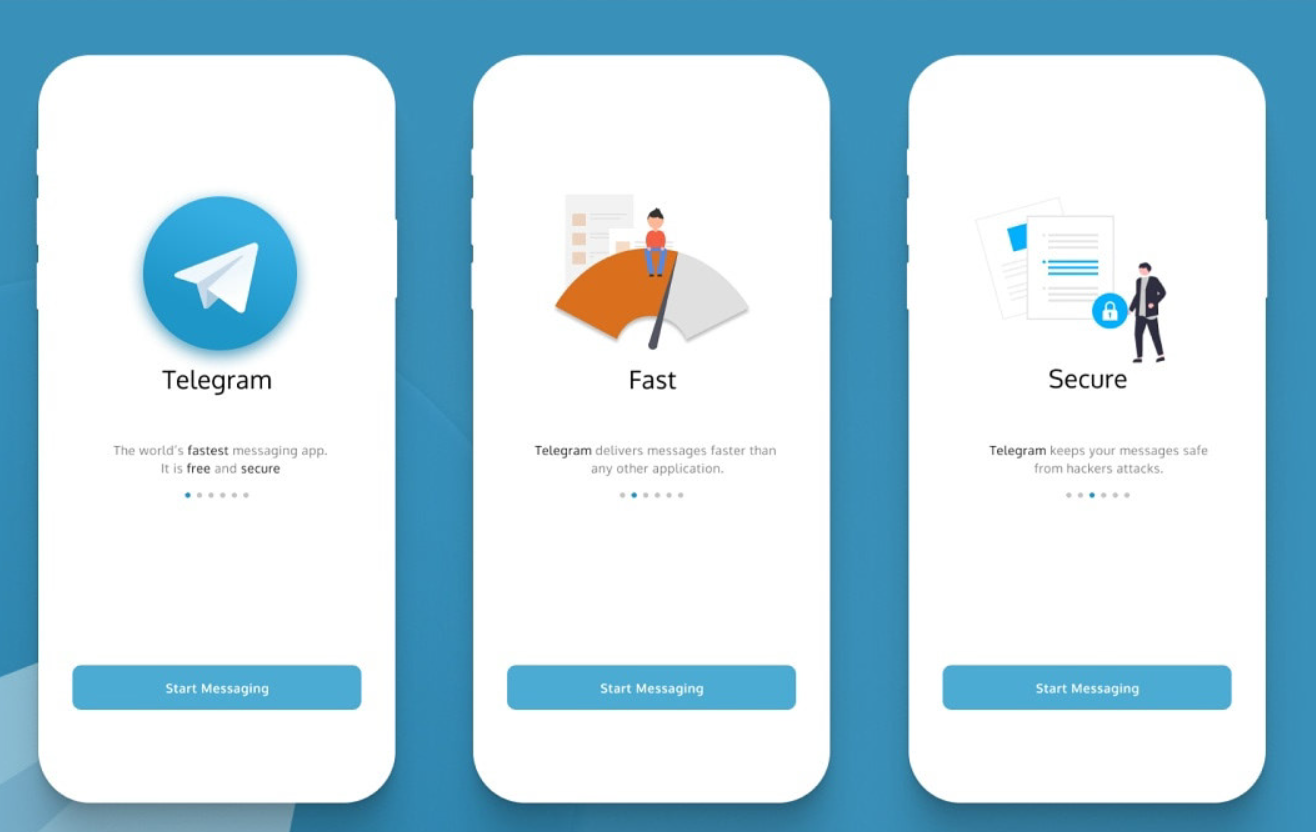 Telegram
The world's fastest messaging app.
It is free and secure
Start Messaging
Fast
Telegram delivers messages faster than
any other application.
Start Messaging
Secure
Telegram keeps your messages safe
from hackers attacks.
Start Messaging